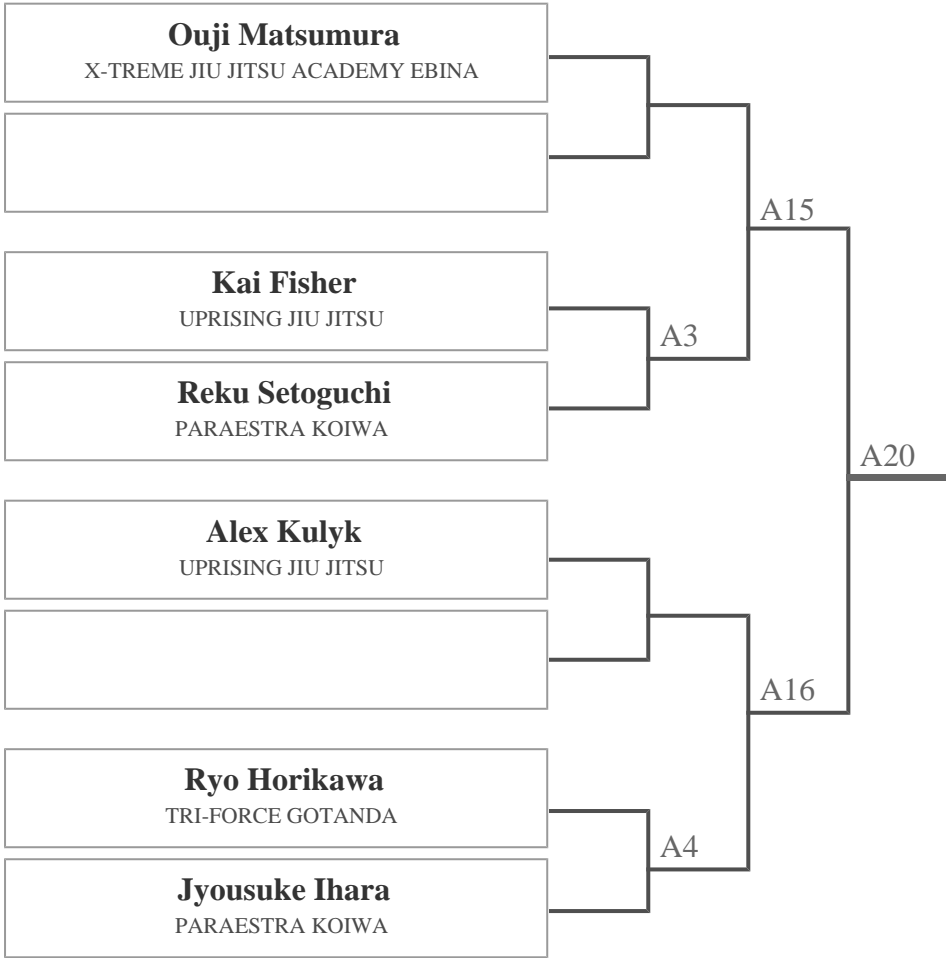 Ouji Matsumura
X-TREME JIU JITSU ACADEMY EBINA
A15
Kai Fisher
UPRISING JIU JITSU
A3
Reku Setoguchi
PARAESTRA KOIWA
A20
Alex Kulyk
UPRISING JIU JITSU
A16
Ryo Horikawa
TRI-FORCE GOTANDA
A4
Jyousuke Ihara
PARAESTRA KOIWA